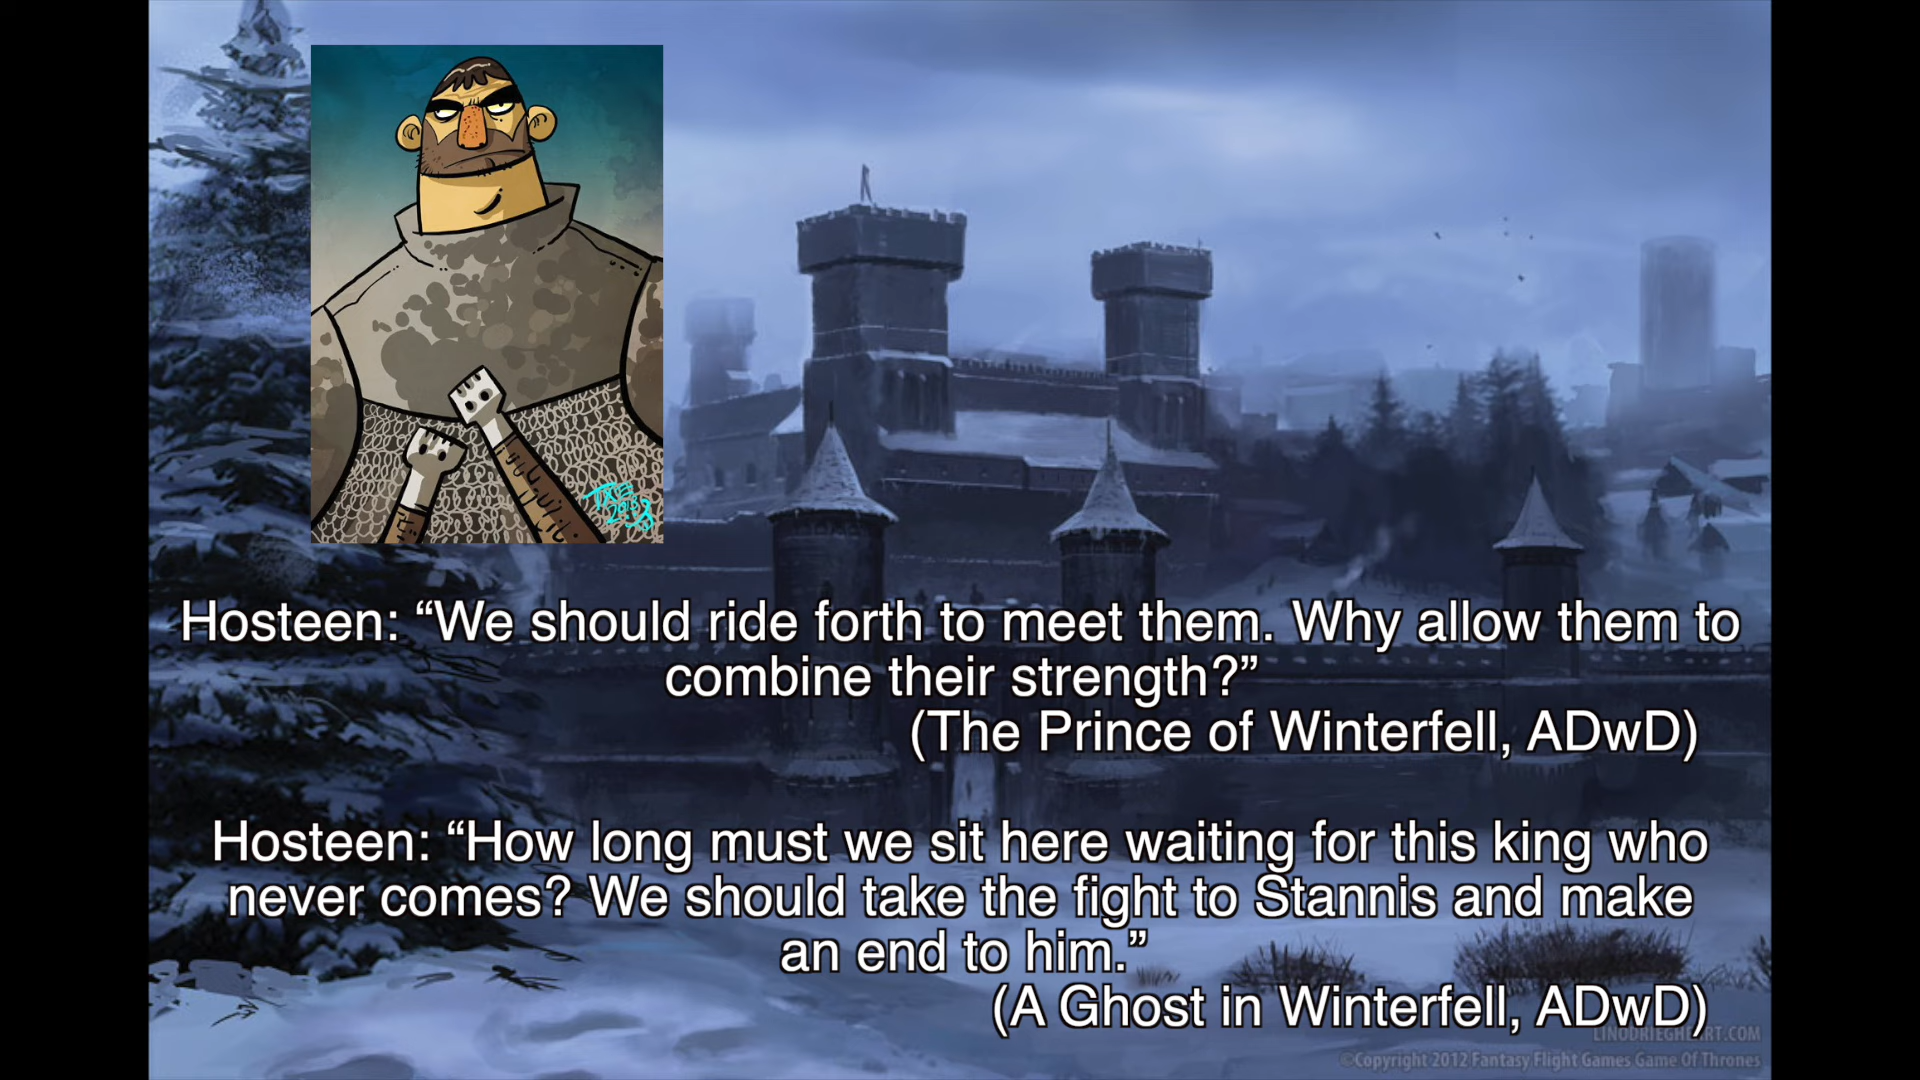 Hosteen: “We should ride forth to meet them. Why allow them to
combine their strength?”
(The Prince of Winterfell, ADwD)
Hosteen: “How long must we sit here waiting for this king who
never comes? We should take the fight to Stannis and make
an end to him.”
(A Ghost in Winterfell, ADwD)
LINODRIEGHEART.COM
©Copyright 2012 Fantasy Flight Games Game Of Thrones